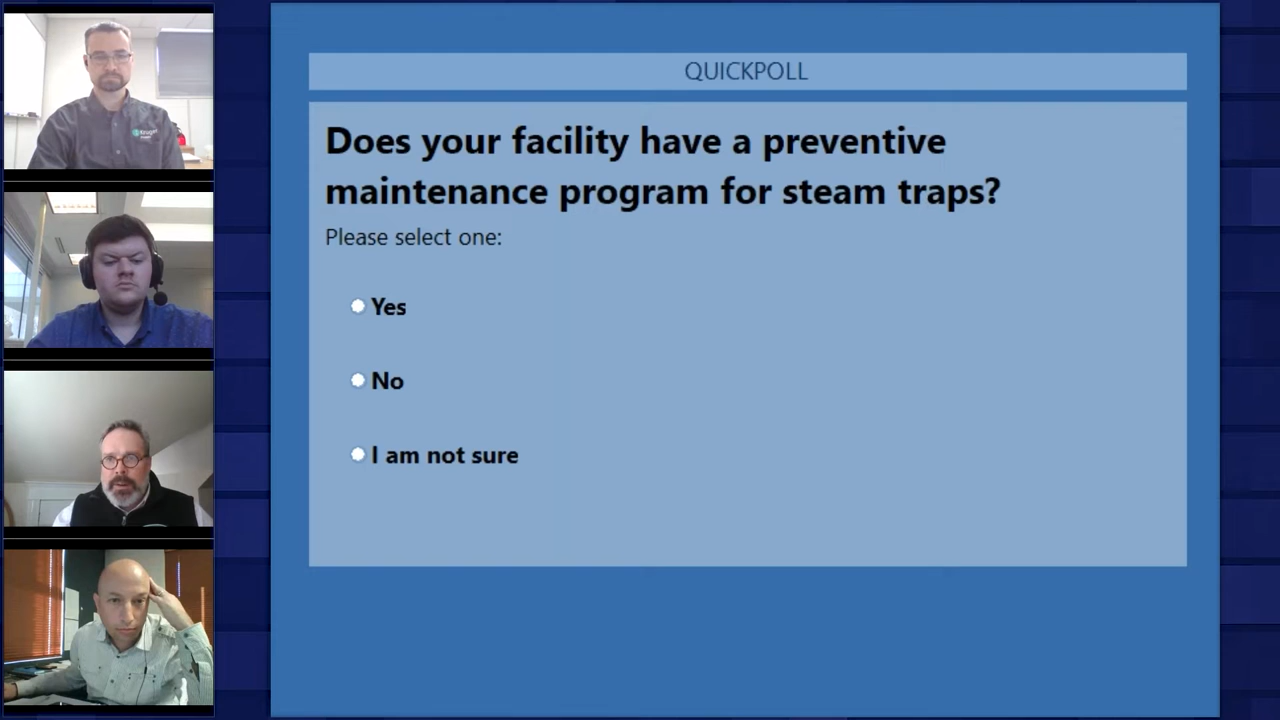 QUICKPOLL
Does your facility have a preventive
maintenance program for steam traps?
Please select one:
Yes
No
I am not sure